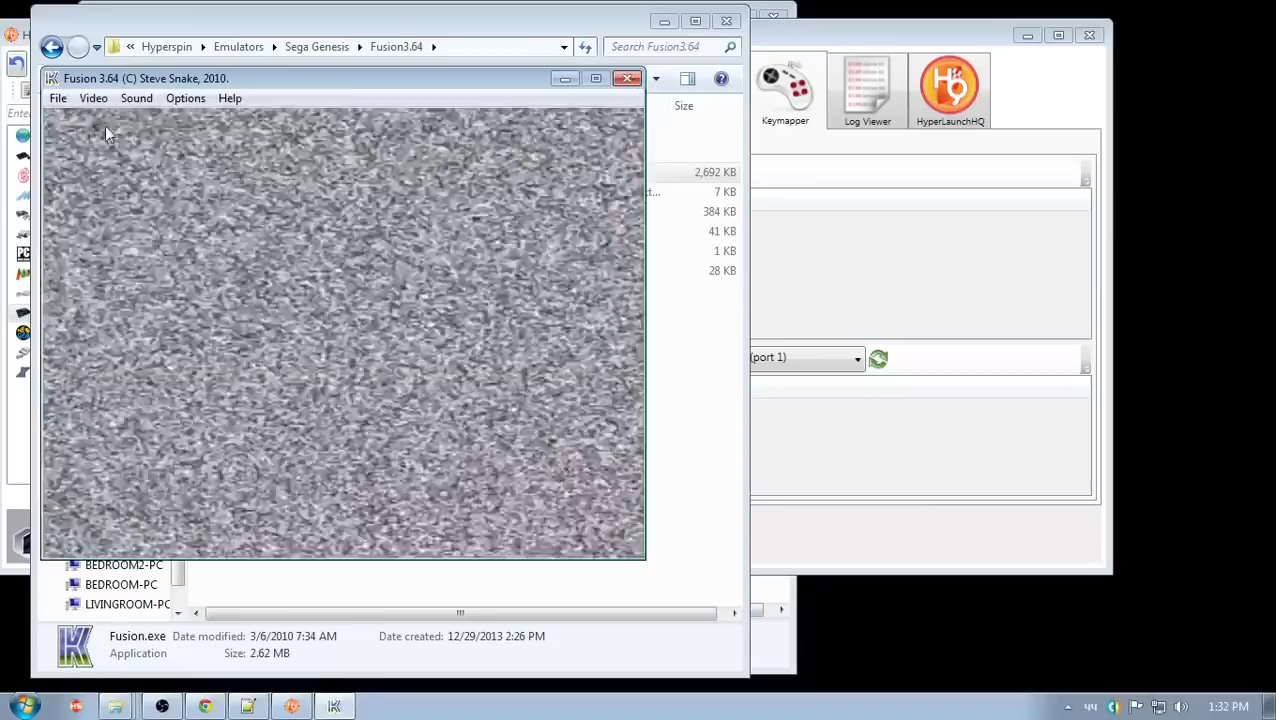 Hyperspin
Emulators
Sega Genesis
Fusion3.64
Search Fusion3.64
Fusion 3.64 (C) Steve Snake, 2010.
File Video Sound Options Help
Size
2,692 KB
7 KB
384 KB
41 KB
1 KB
28 KB
Keymapper
Log Viewer
HyperLaunchHQ
(port 1)
BEDROOM2-PC
BEDROOM-PC
LIVINGROOM-PC
Fusion.exe Date modified: 3/6/2010 7:34 AM Date created: 12/29/2013 2:26 PM
Application Size: 2.62 MB
1:32 PM